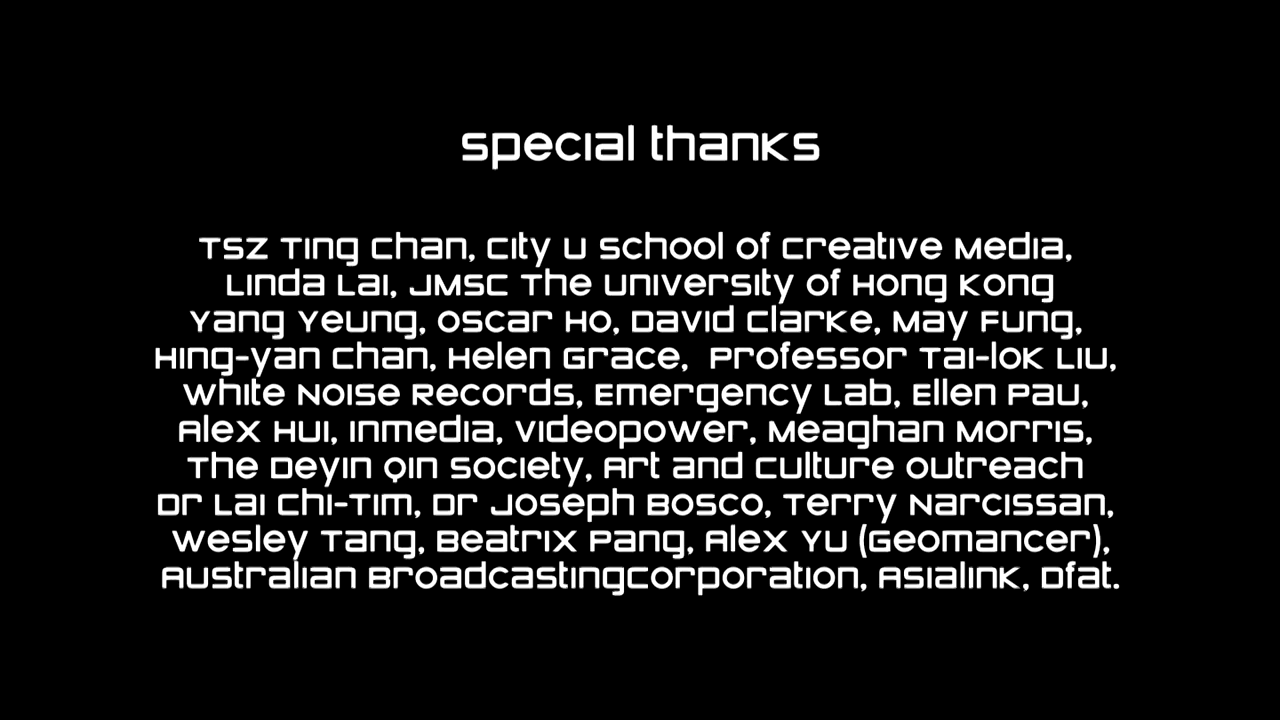 special thanks
Tsz Ting Chan, City U School of Creative Media,
Linda Lai, JMSC The University of Hong Kong
Yang Yeung, Oscar Ho, David Clarke, May Fung,
Hing-yan Chan, Helen Grace, Professor Tai-lok Liu,
White Noise Records, Emergency Lab, Ellen Pau,
Alex Hui, Inmedia, Videopower, Meaghan Morris,
The Deyin Qin Society, Art and Culture Outreach
Dr Lai Chi-Tim, Dr Joseph Bosco, Terry Narcissan,
Wesley Tang, Beatrix Pang, Alex Yu (Geomancer),
Australian BroadcastingCorporation, Asialink, Dfat.